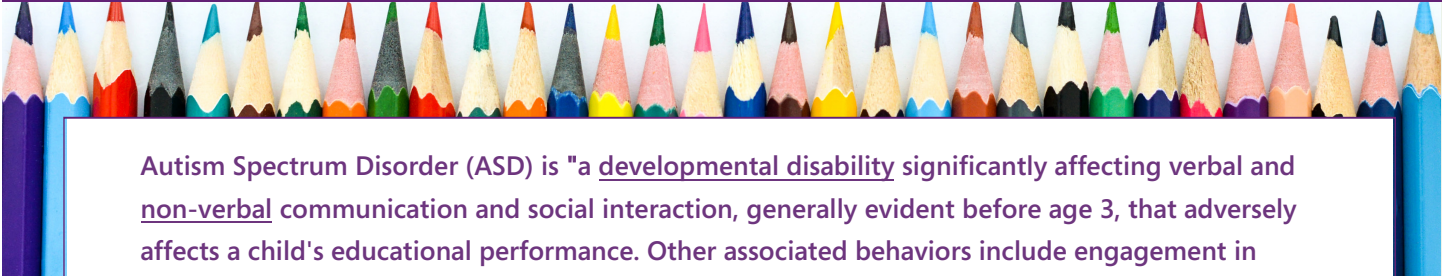 Autism Spectrum Disorder (ASD) is "a developmental disability significantly affecting verbal and
non-verbal communication and social interaction, generally evident before age 3, that adversely
affects a child's educational performance. Other associated behaviors include engagement in